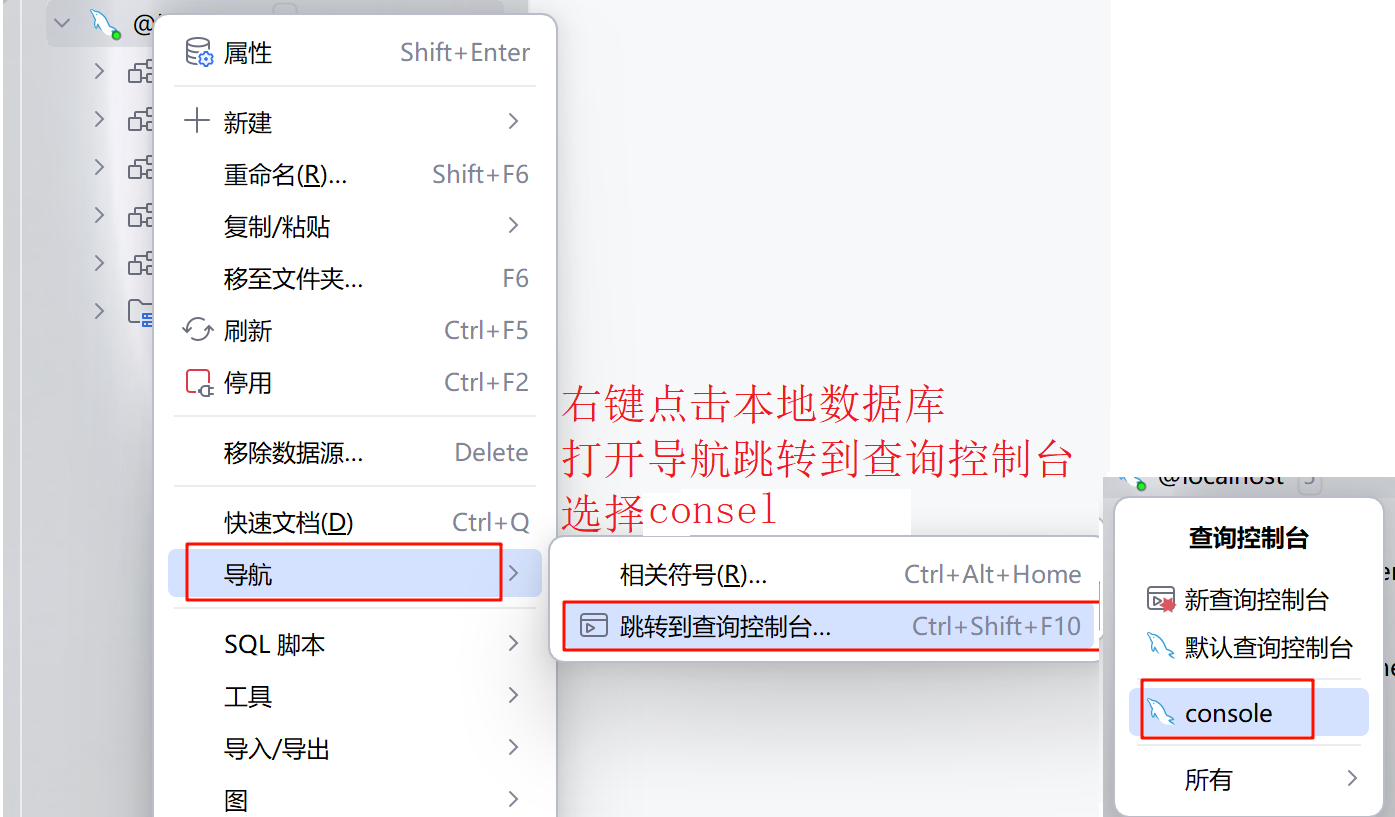 属性 Shift+Enter
新建
重命名(R)... Shift+F6
复制/粘贴
移至文件夹... F6
刷新 Ctrl+F5
停用 Ctrl+F2
移除数据源... Delete
快速文档(D) Ctrl+Q
导航
SQL 脚本
工具
导入/导出
图
右键点击本地数据库
打开导航跳转到查询控制台
选择consel
相关符号(R)... Ctrl+Alt+Home
跳转到查询控制台... Ctrl+Shift+F10
@localhost
查询控制台
新查询控制台
默认查询控制台
console
所有